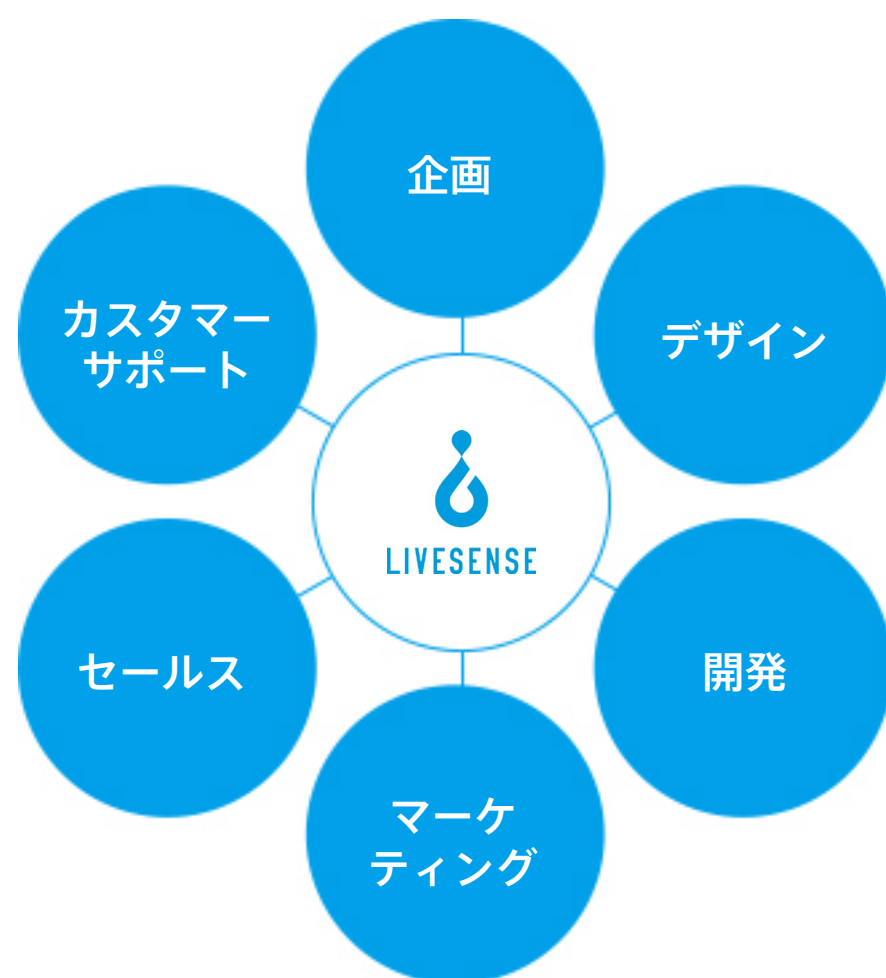 企画
デザイン
開発
マーケ
ティング
セールス
カスタマー
サポート
LIVESENSE